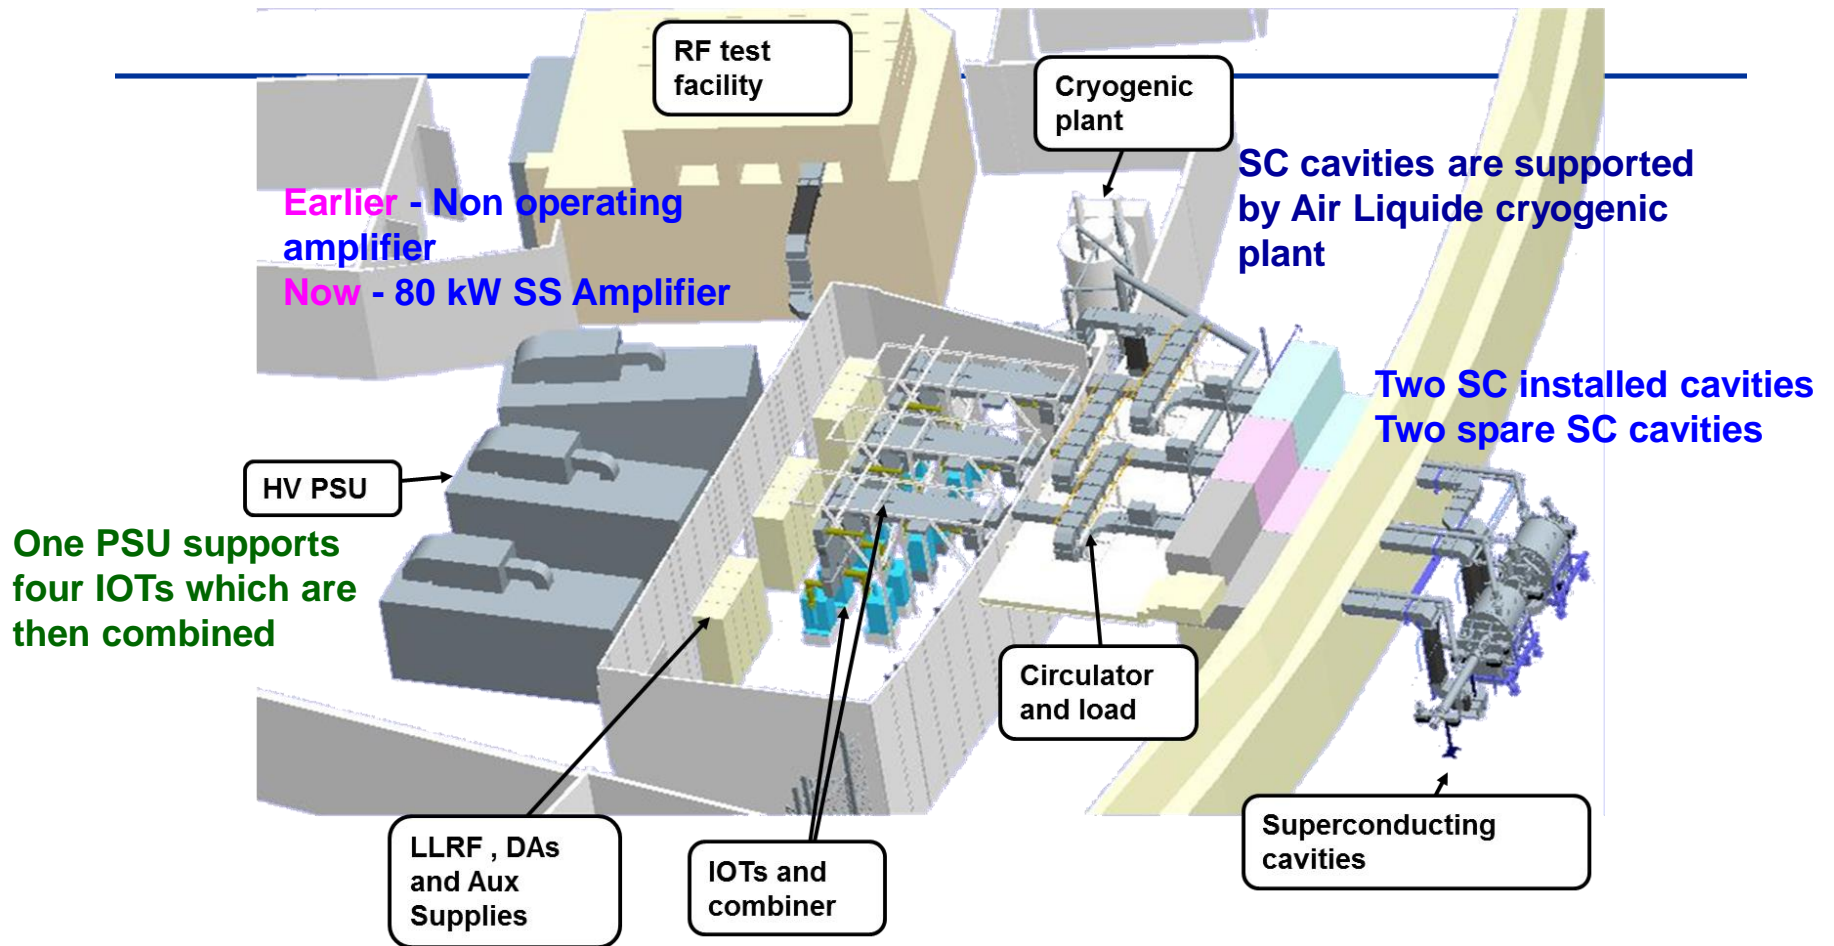 RF test
facility
Cryogenic
plant
SC cavities are supported
by Air Liquide cryogenic
plant
Earlier - Non operating
amplifier
Now - 80 kW SS Amplifier
Two SC installed cavities
Two spare SC cavities
HV PSU
One PSU supports
four IOTs which are
then combined
Circulator
and load
LLRF , DAs
and Aux
Supplies
IOTs and
combiner
Superconducting
cavities